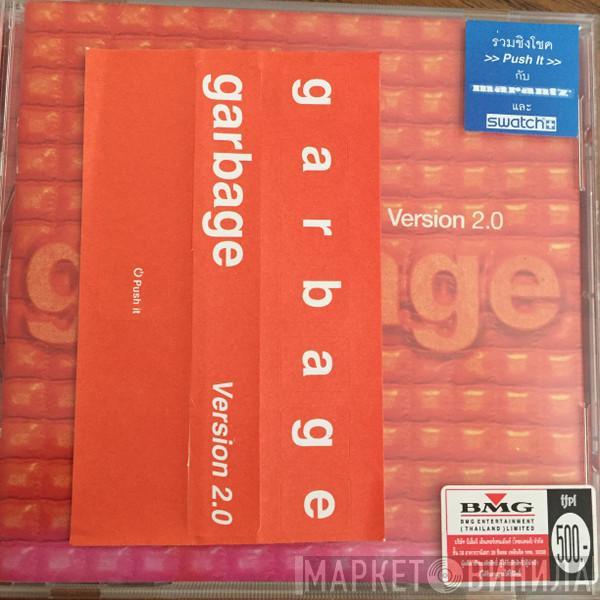 ร่วมชิงโชค
>> Push It >>
กับ
marantz
และ
swatch
Version 2.0
garbage
garbage
Version 2.0
Push it
g age
BMG
BMG ENTERTAINMENT
(THAILAND) LIMITED
500.-
МАРКЕТ ВИНИЛА